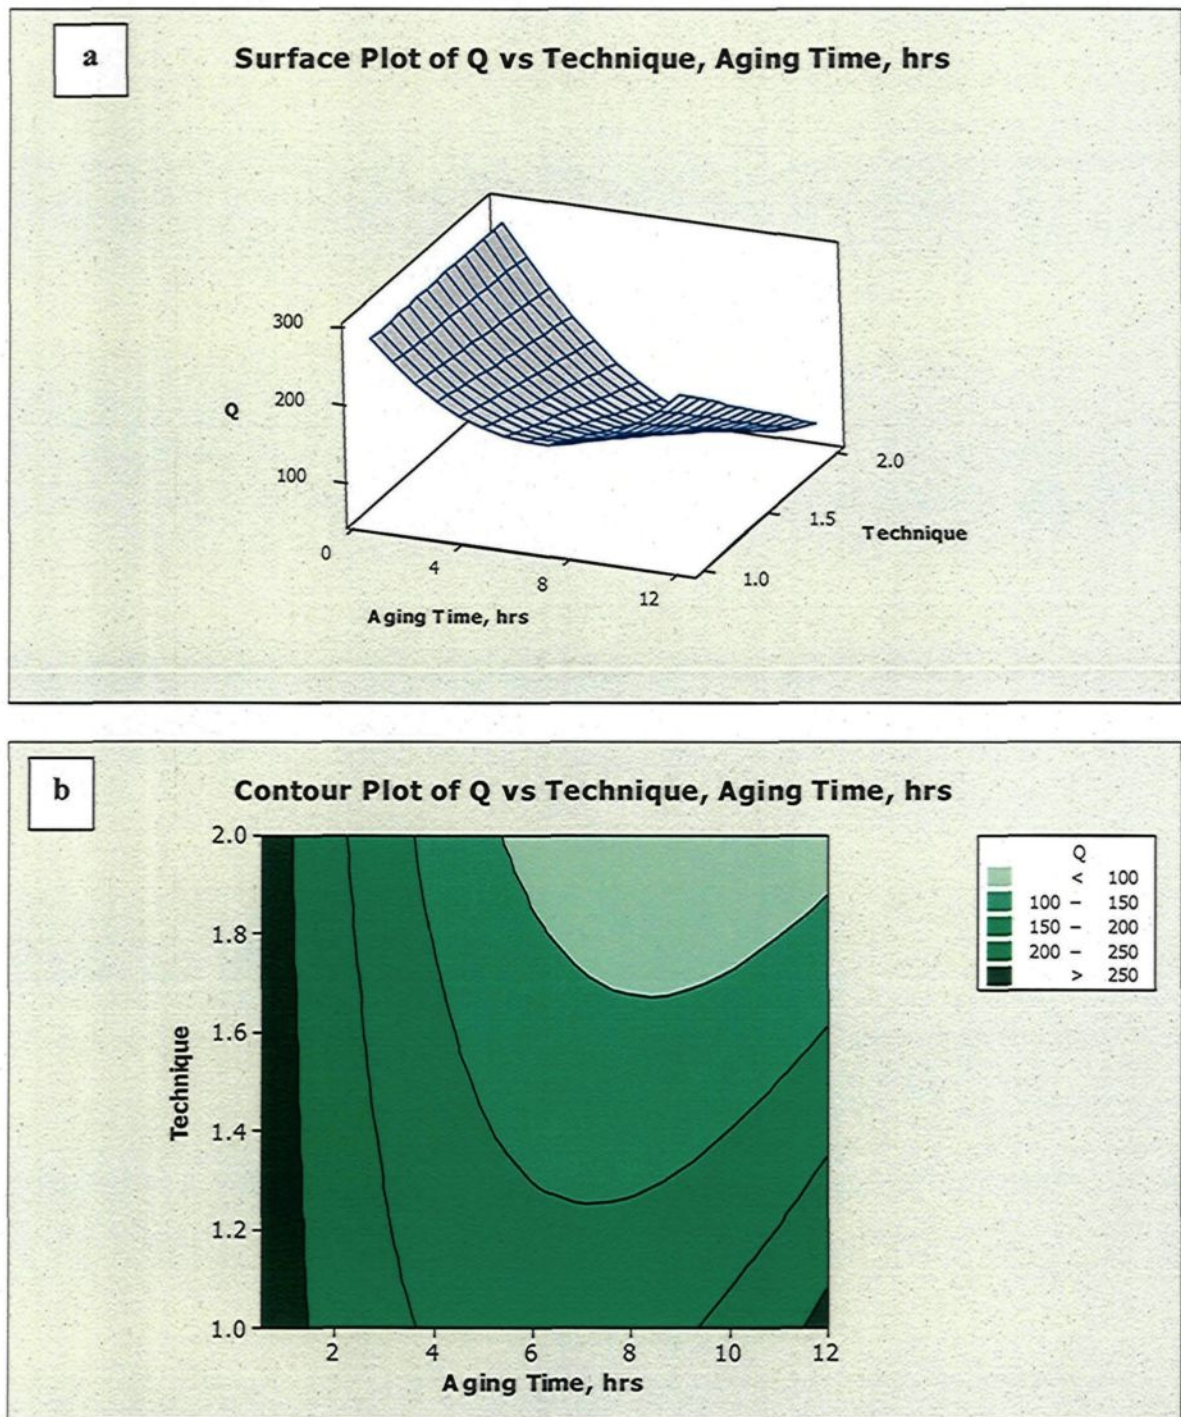 a
Surface Plot of Q vs Technique, Aging Time, hrs
300
200
100
Q
0
4
8
12
Aging Time, hrs
2.0
1.5
1.0
Technique
b
Contour Plot of Q vs Technique, Aging Time, hrs
2.0
1.8
1.6
1.4
1.2
1.0
Technique
2
4
6
8
10
12
Aging Time, hrs
Q
< 100
100 – 150
150 – 200
200 – 250
> 250